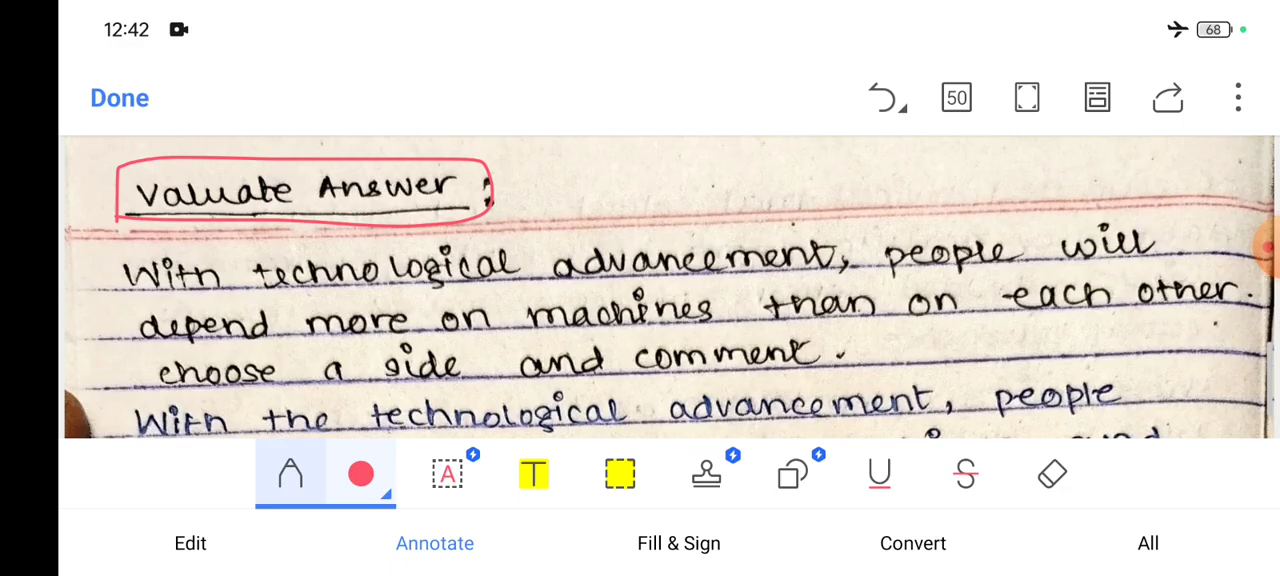 12:42
68
Done
50
Valuate Answer :
With technological advancement, people will
depend more on machines than on each other.
choose a side and comment.
With the technological advancement, people
A
T
U
S
Edit
Annotate
Fill & Sign
Convert
All